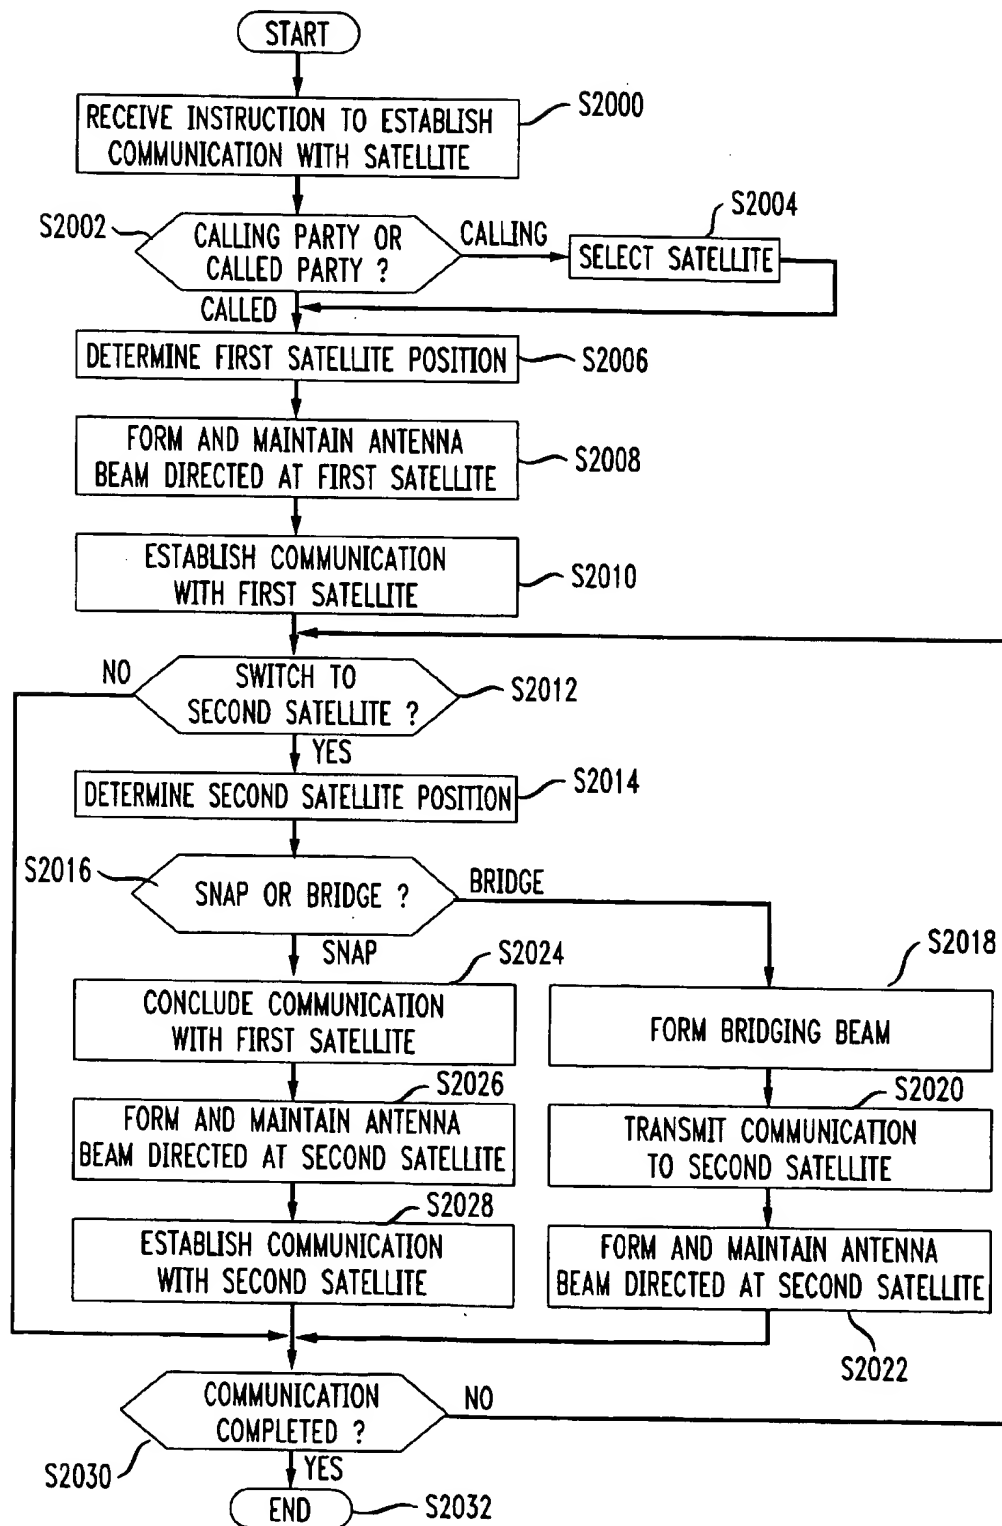 START
RECEIVE INSTRUCTION TO ESTABLISH
COMMUNICATION WITH SATELLITE
S2000
S2002
CALLING PARTY OR
CALLED PARTY ?
CALLING
S2004
SELECT SATELLITE
CALLED
DETERMINE FIRST SATELLITE POSITION
S2006
FORM AND MAINTAIN ANTENNA
BEAM DIRECTED AT FIRST SATELLITE
S2008
ESTABLISH COMMUNICATION
WITH FIRST SATELLITE
S2010
NO
SWITCH TO
SECOND SATELLITE ?
S2012
YES
DETERMINE SECOND SATELLITE POSITION
S2014
S2016
SNAP OR BRIDGE ?
BRIDGE
SNAP
S2024
CONCLUDE COMMUNICATION
WITH FIRST SATELLITE
S2018
FORM BRIDGING BEAM
S2026
FORM AND MAINTAIN ANTENNA
BEAM DIRECTED AT SECOND SATELLITE
S2020
TRANSMIT COMMUNICATION
TO SECOND SATELLITE
S2028
ESTABLISH COMMUNICATION
WITH SECOND SATELLITE
FORM AND MAINTAIN ANTENNA
BEAM DIRECTED AT SECOND SATELLITE
S2022
COMMUNICATION
COMPLETED ?
NO
S2030
YES
END
S2032